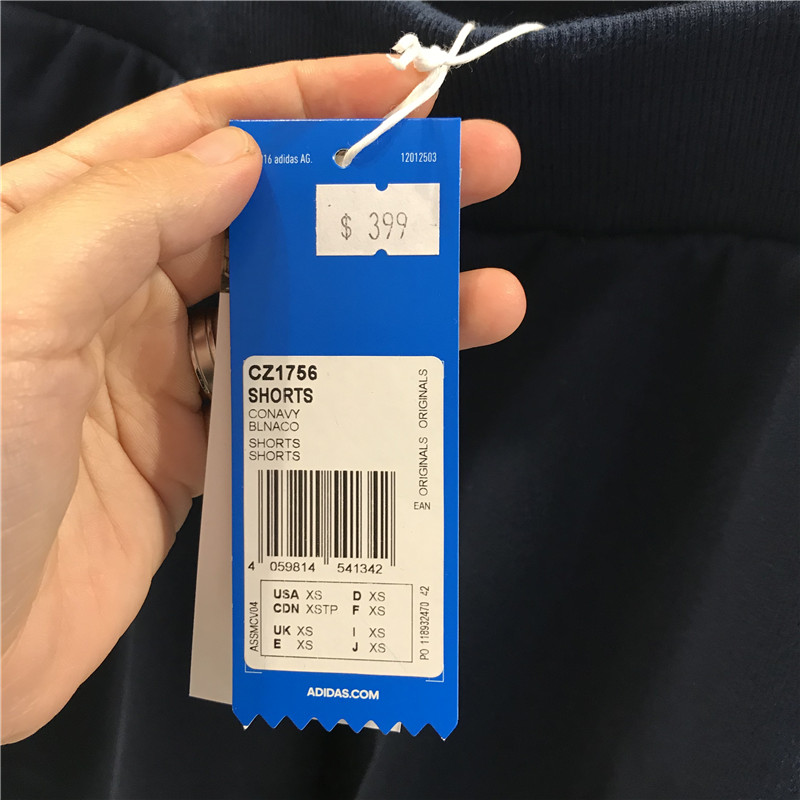 16 adidas AG. 12012503
$ 399
CZ1756
SHORTS
CONAVY
BLNACO
SHORTS
SHORTS
ORIGINALS ORIGINALS
EAN
4 059814 541342
USA XS D XS
CDN XSTP F XS
UK XS I XS
E XS J XS
ASSMCV04
PO 118932470 42
ADIDAS.COM